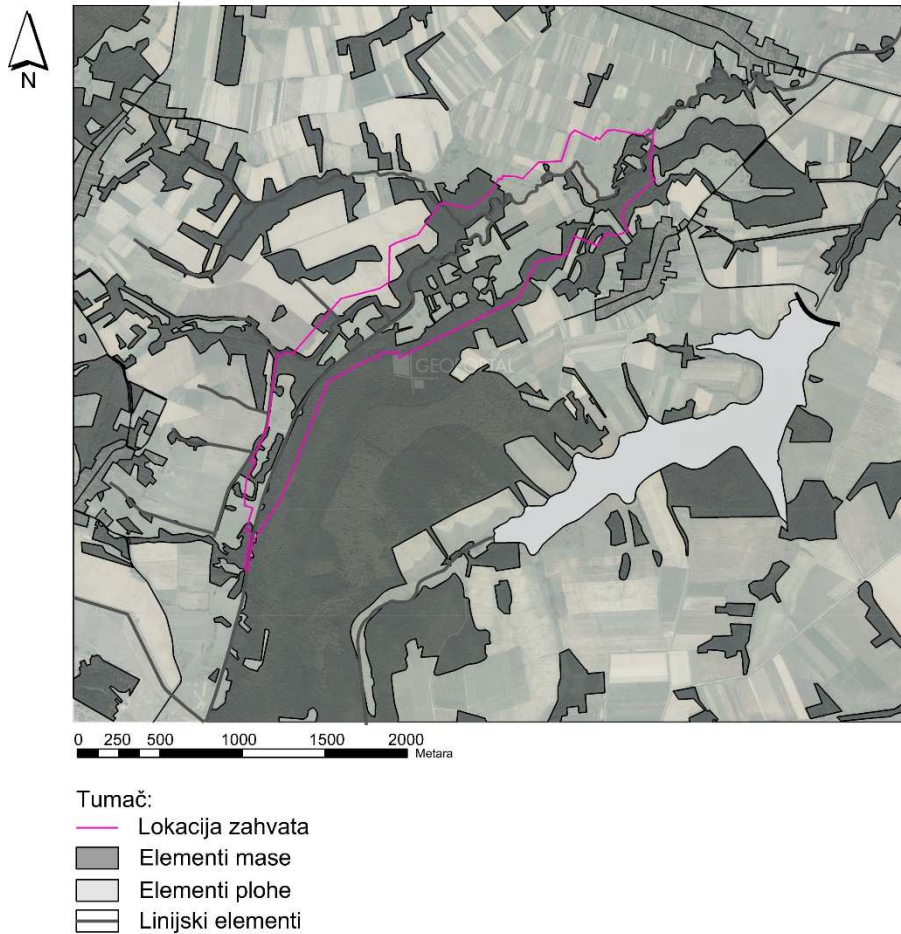 N
GEOPORTAL
0 250 500 1000 1500 2000
Metara
Tumač:
Lokacija zahvata
Elementi mase
Elementi plohe
Linijski elementi